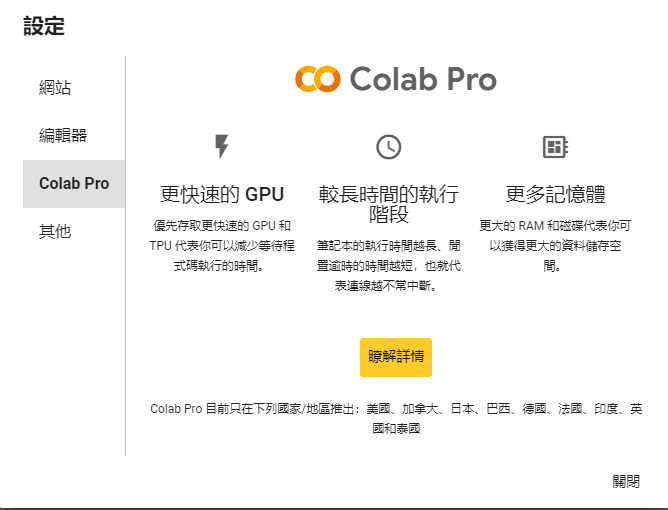 設定
網站
編輯器
Colab Pro
其他
Colab Pro
更快速的 GPU
優先存取更快速的 GPU 和
TPU 代表你可以減少等待程
式碼執行的時間。
較長時間的執行
階段
筆記本的執行時間越長、閒
置逾時的時間越短，也就代
表連線越不常中斷。
更多記憶體
更大的 RAM 和磁碟代表你可
以獲得更大的資料儲存空
間。
瞭解詳情
Colab Pro 目前只在下列國家/地區推出：美國、加拿大、日本、巴西、德國、法國、印度、英
國和泰國
關閉